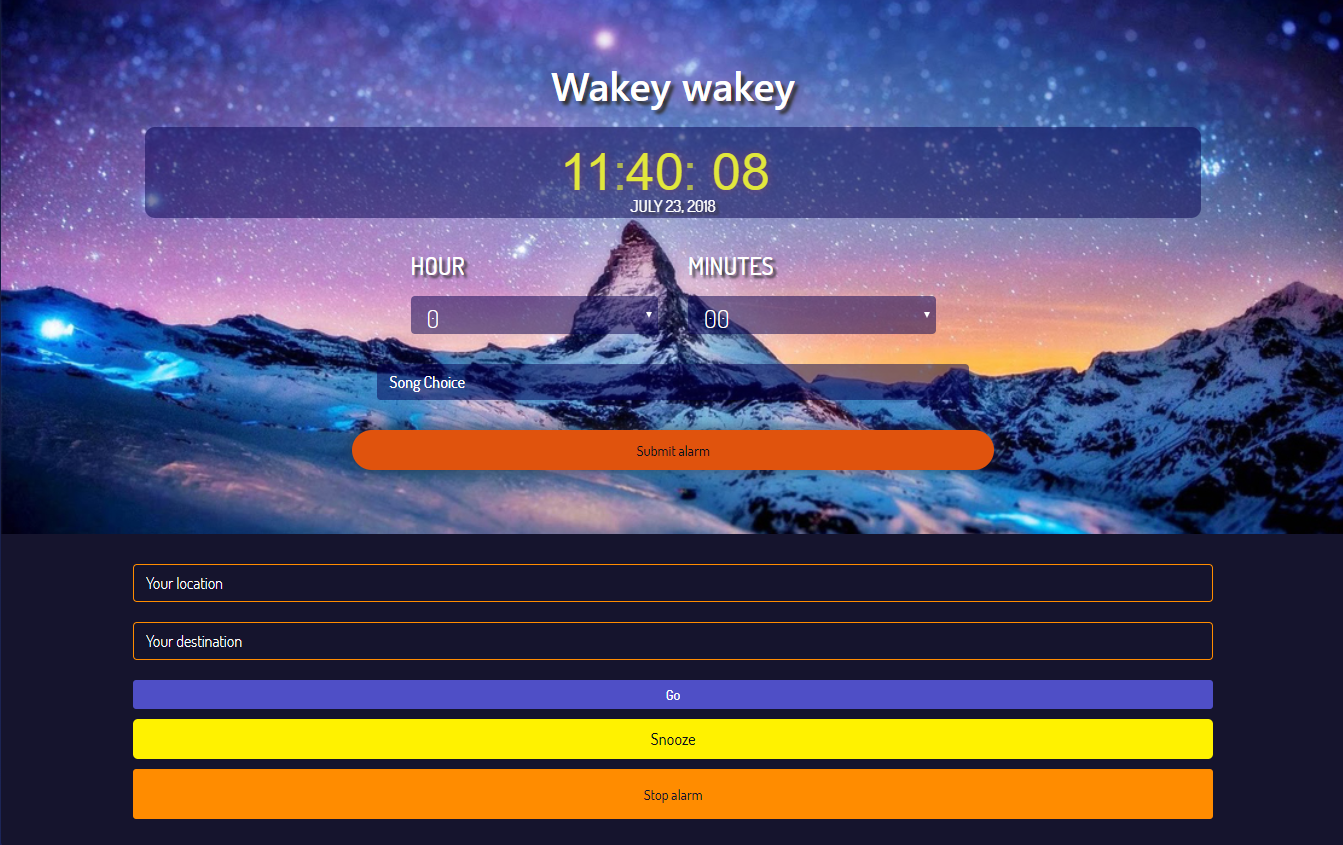 Wakey wakey
11:40: 08
JULY 23, 2018
HOUR MINUTES
0 00
Song Choice
Submit alarm
Your location
Your destination
Go
Snooze
Stop alarm